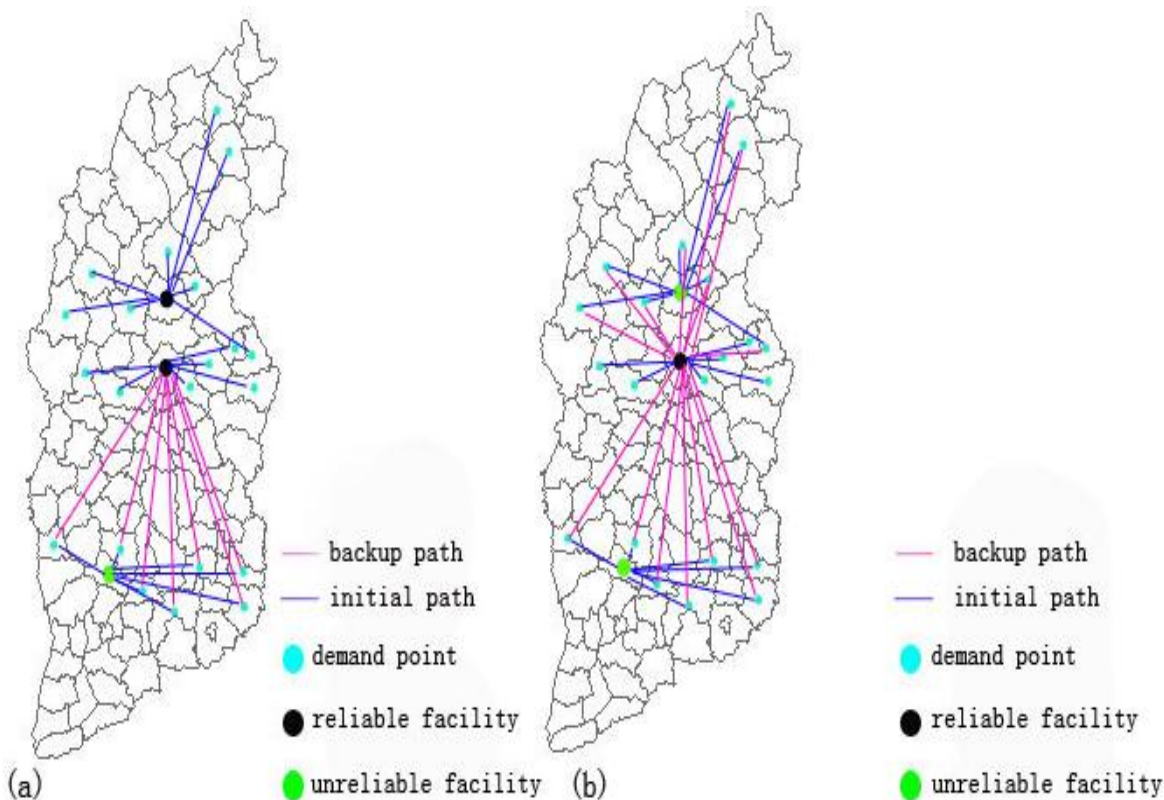 backup path
initial path
demand point
reliable facility
unreliable facility
(a)
backup path
initial path
demand point
reliable facility
unreliable facility
(b)